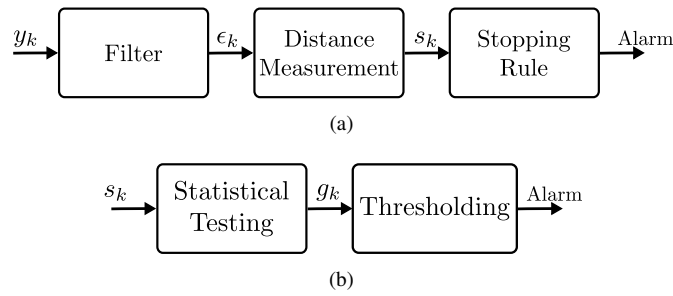 y_k Filter ϵ_k Distance Measurement s_k Stopping Rule Alarm
(a)
s_k Statistical Testing g_k Thresholding Alarm
(b)